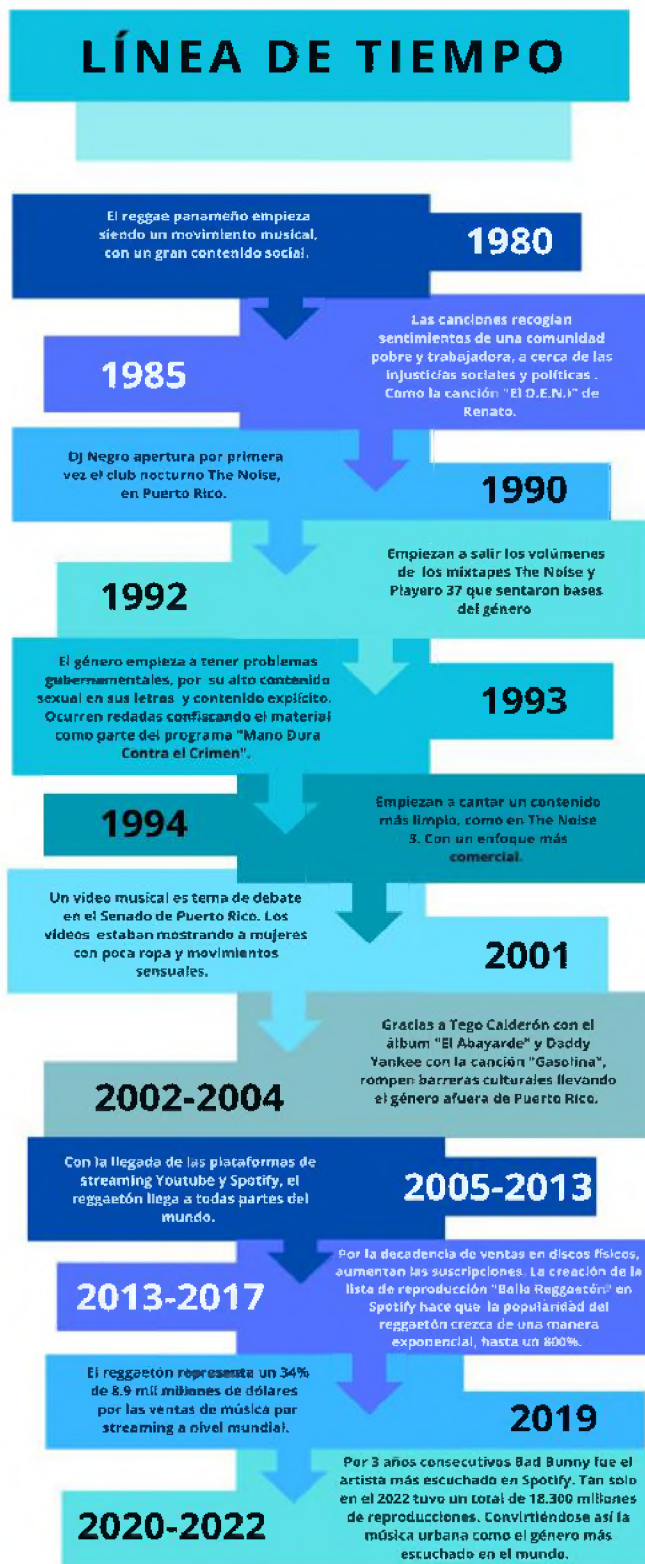 LÍNEA DE TIEMPO
El reggae panameño empieza
siendo un movimiento musical,
con un gran contenido social.
1980
Las canciones recogían
sentimientos de una comunidad
pobre y trabajadora, a cerca de las
injusticias sociales y políticas .
Como la canción "El D.E.N.I" de
Renato.
1985
DJ Negro apertura por primera
vez el club nocturno The Noise,
en Puerto Rico.
1990
Empiezan a salir los volúmenes
de los mixtapes The Noise y
Playero 37 que sentaron bases
del género
1992
El género empieza a tener problemas
gubernamentales, por su alto contenido
sexual en sus letras y contenido explícito.
Ocurren redadas confiscando el material
como parte del programa "Mano Dura
Contra el Crimen".
1993
Empiezan a cantar un contenido
más limpio, como en The Noise
3. Con un enfoque más
comercial.
1994
Un video musical es tema de debate
en el Senado de Puerto Rico. Los
videos estaban mostrando a mujeres
con poca ropa y movimientos
sensuales.
2001
Gracias a Tego Calderón con el
álbum "El Abayarde" y Daddy
Yankee con la canción "Gasolina",
rompen barreras culturales llevando
el género afuera de Puerto Rico.
2002-2004
Con la llegada de las plataformas de
streaming Youtube y Spotify, el
reggaetón llega a todas partes del
mundo.
2005-2013
Por la decadencia de ventas en discos físicos,
aumentan las suscripciones. La creación de la
lista de reproducción "Baila Reggaetón" en
Spotify hace que la popularidad del
reggaetón crezca de una manera
exponencial, hasta un 800%.
2013-2017
El reggaetón representa un 34%
de 8.9 mil millones de dólares
por las ventas de música por
streaming a nivel mundial.
2019
Por 3 años consecutivos Bad Bunny fue el
artista más escuchado en Spotify. Tan solo
en el 2022 tuvo un total de 18.300 millones
de reproducciones. Convirtiéndose así la
música urbana como el género más
escuchado en el mundo.
2020-2022